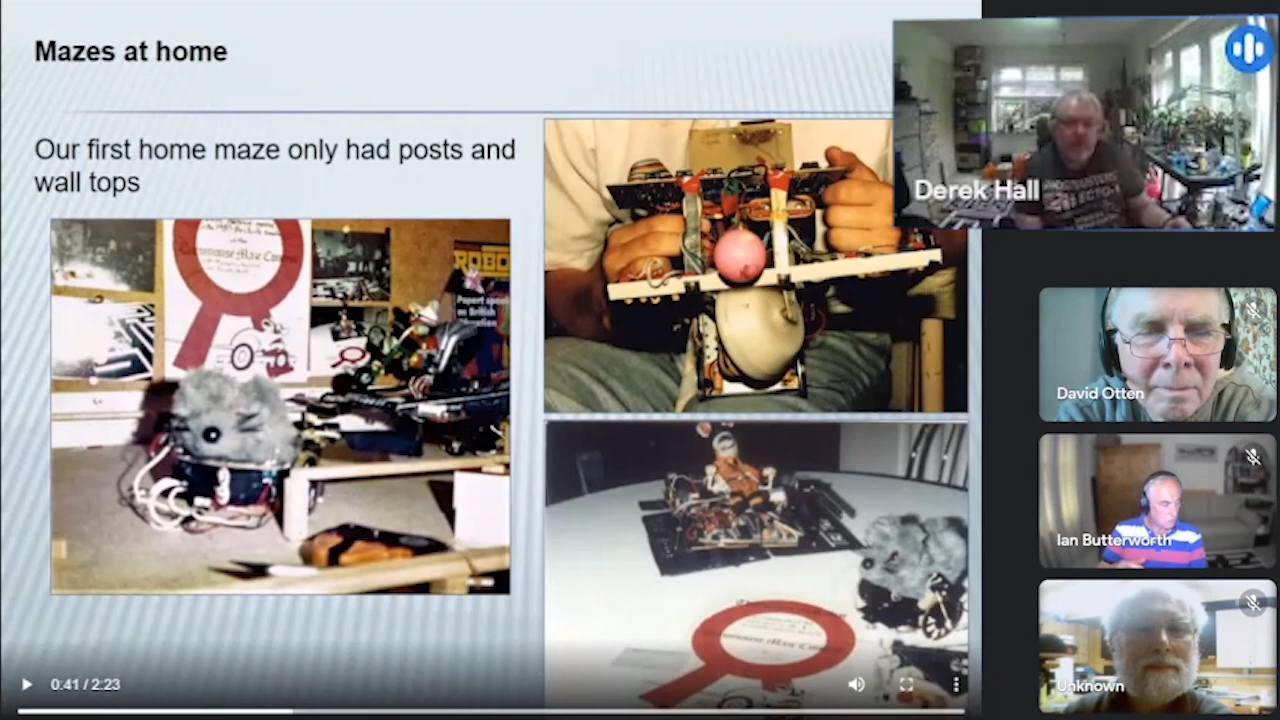 Mazes at home
Our first home maze only had posts and
wall tops
Derek Hall
David Otten
Ian Butterworth
Unknown
0:41 / 2:23